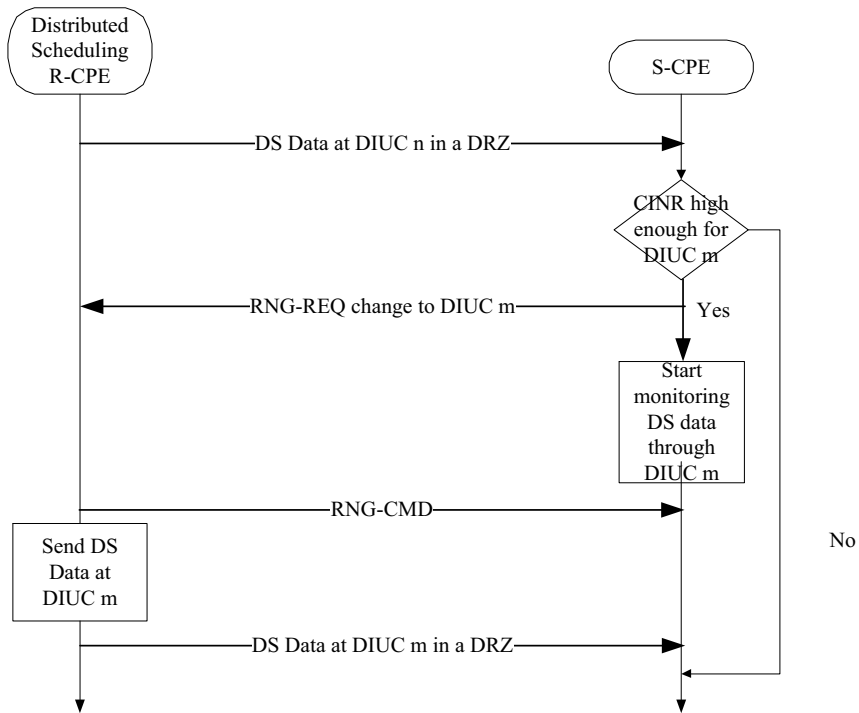 Distributed
Scheduling
R-CPE
S-CPE
DS Data at DIUC n in a DRZ
CINR high
enough for
DIUC m
RNG-REQ change to DIUC m
Yes
Start
monitoring
DS data
through
DIUC m
RNG-CMD
Send DS
Data at
DIUC m
No
DS Data at DIUC m in a DRZ